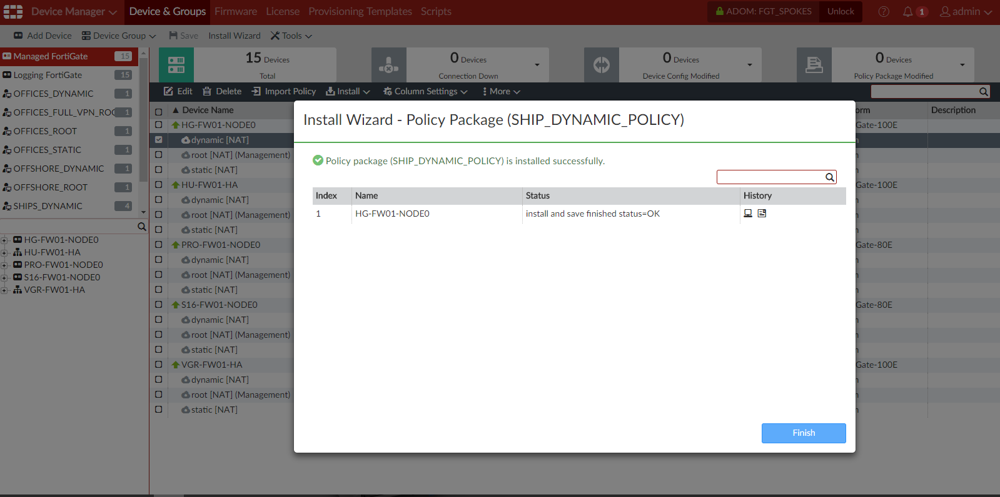 Device Manager Device & Groups Firmware License Provisioning Templates Scripts ADOM: FGT_SPOKES Unlock 1 admin
Add Device Device Group Save Install Wizard Tools
Managed FortiGate 15
Logging FortiGate 15
OFFICES_DYNAMIC 1
OFFICES_FULL_VPN_ROO 1
OFFICES_ROOT 1
OFFICES_STATIC 1
OFFSHORE_DYNAMIC 1
OFFSHORE_ROOT 1
SHIPS_DYNAMIC 4
HG-FW01-NODE0
HU-FW01-HA
PRO-FW01-NODE0
S16-FW01-NODE0
VGR-FW01-HA
15 Devices
Total
0 Devices
Connection Down
0 Devices
Device Config Modified
0 Devices
Policy Package Modified
Edit Delete Import Policy Install Column Settings More
Device Name orm Description
HG-FW01-NODE0 Gate-100E
dynamic [NAT]
root [NAT] (Management)
static [NAT]
HU-FW01-HA Gate-100E
dynamic [NAT]
root [NAT] (Management)
static [NAT]
PRO-FW01-NODE0 Gate-80E
dynamic [NAT]
root [NAT] (Management)
static [NAT]
S16-FW01-NODE0 Gate-80E
dynamic [NAT]
root [NAT] (Management)
static [NAT]
VGR-FW01-HA Gate-100E
dynamic [NAT]
root [NAT] (Management)
static [NAT]
Install Wizard - Policy Package (SHIP_DYNAMIC_POLICY)
Policy package (SHIP_DYNAMIC_POLICY) is installed successfully.
Index Name Status History
1 HG-FW01-NODE0 install and save finished status=OK
Finish